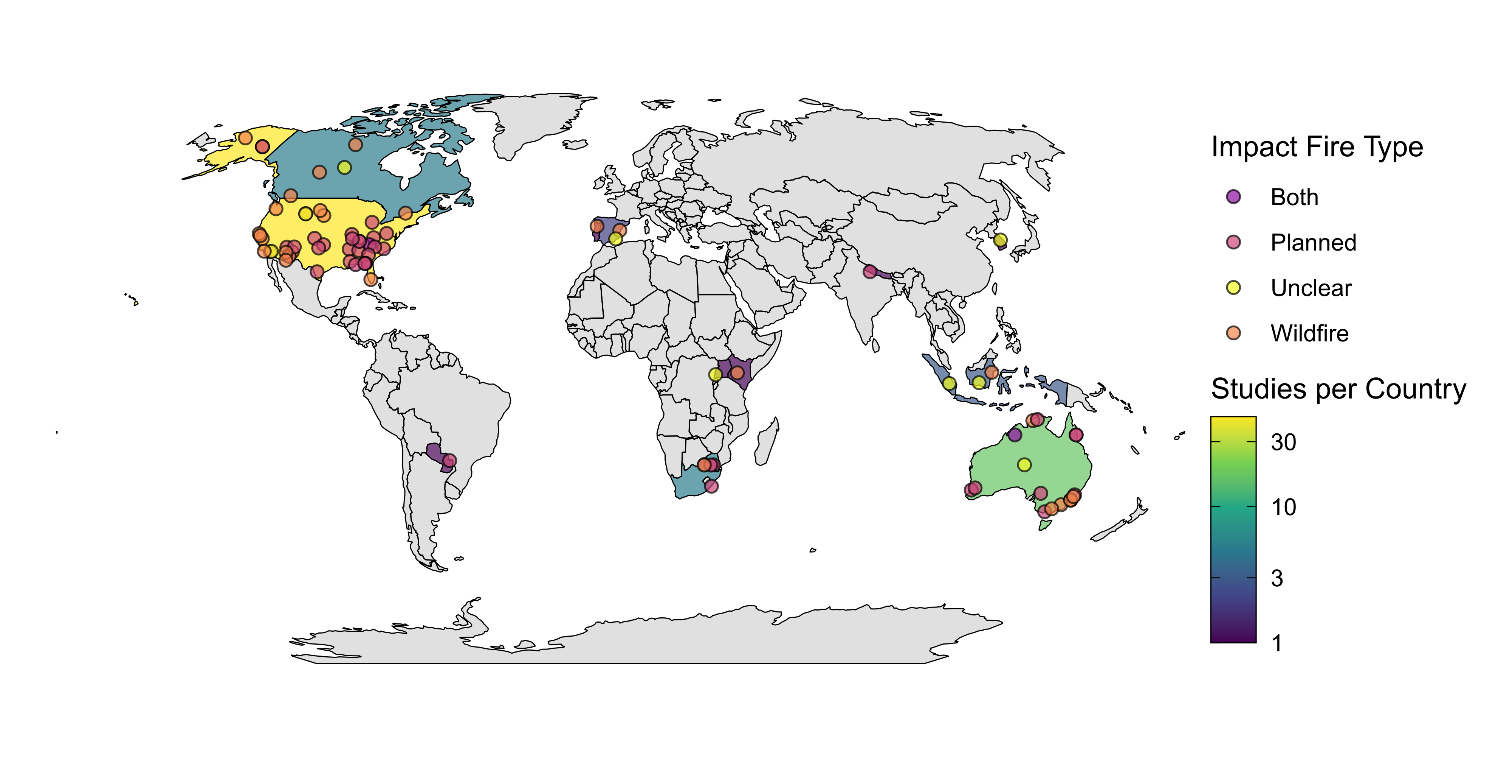 Impact Fire Type
Both
Planned
Unclear
Wildfire
Studies per Country
30
10
3
1